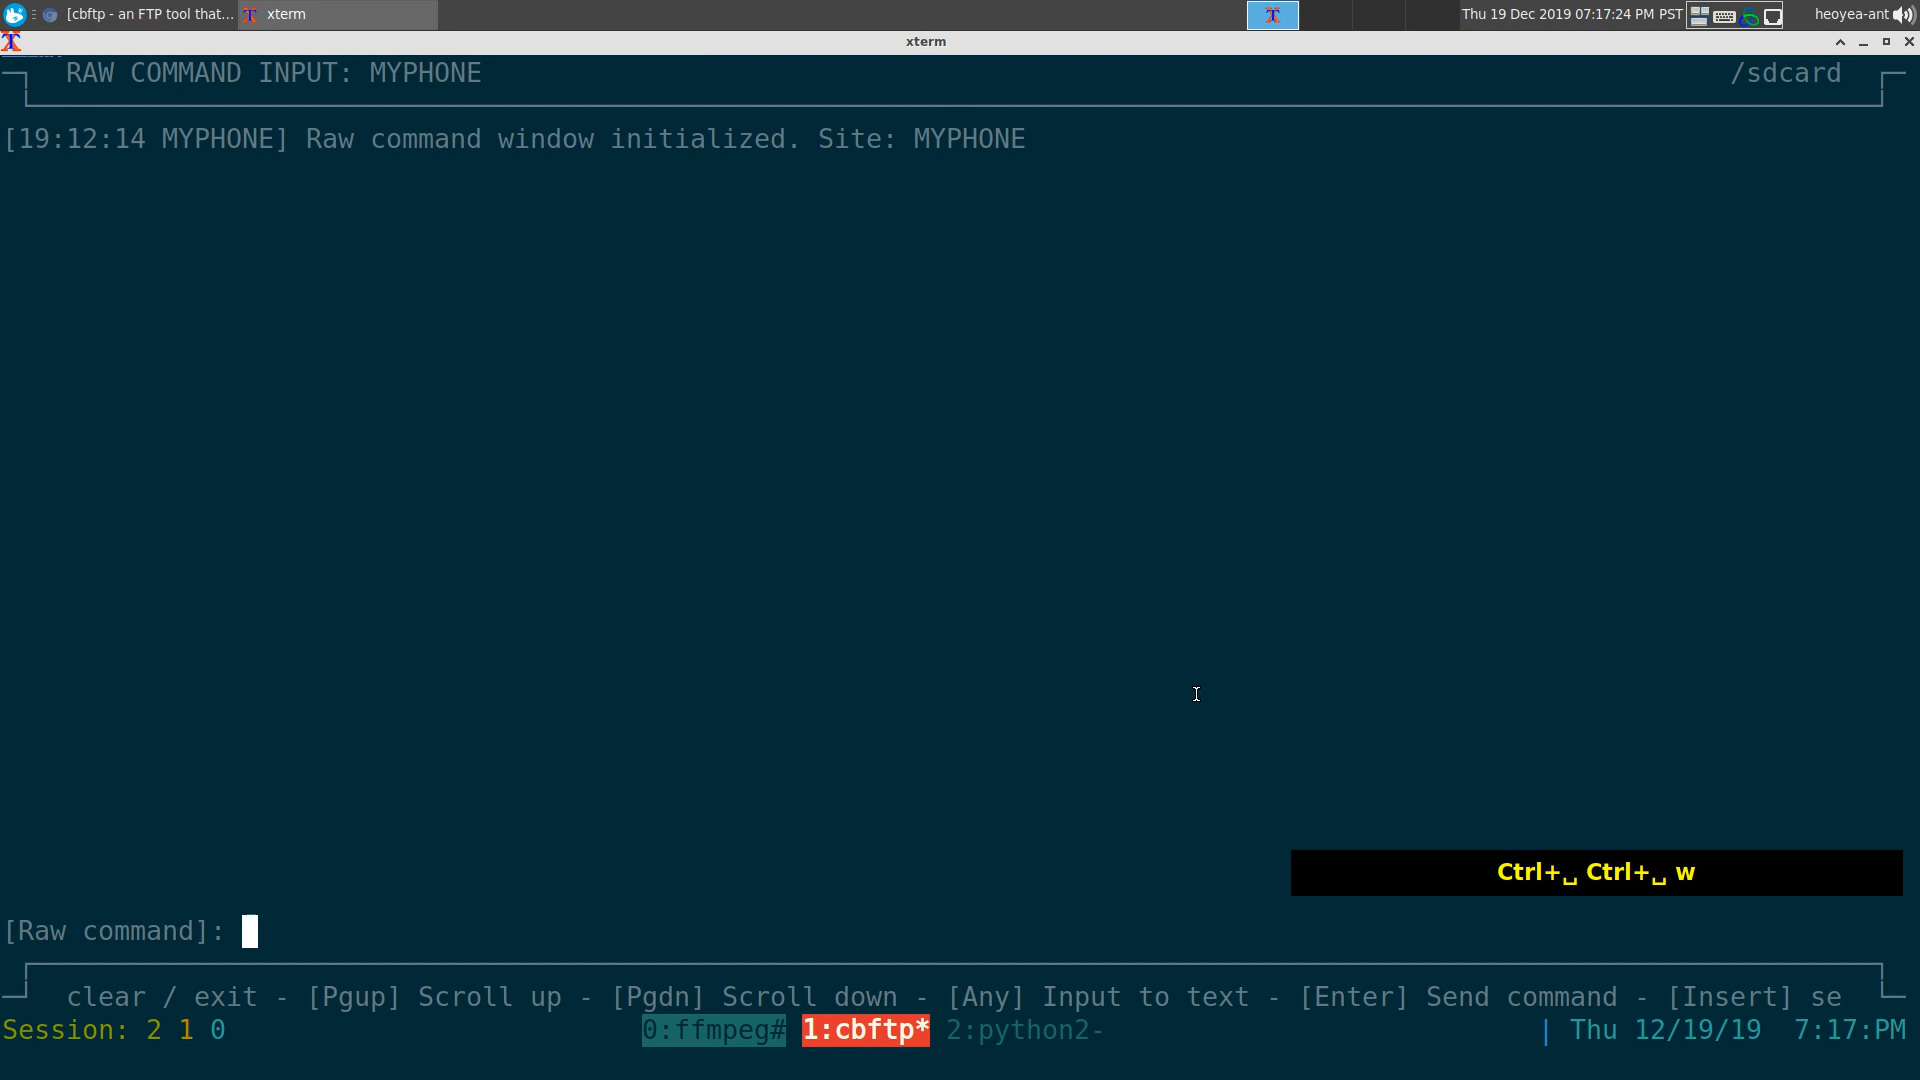 [cbftp - an FTP tool that... xterm Thu 19 Dec 2019 07:17:24 PM PST heoyea-ant
xterm
RAW COMMAND INPUT: MYPHONE /sdcard
[19:12:14 MYPHONE] Raw command window initialized. Site: MYPHONE
Ctrl+␣ Ctrl+␣ w
[Raw command]:
clear / exit - [Pgup] Scroll up - [Pgdn] Scroll down - [Any] Input to text - [Enter] Send command - [Insert] se
Session: 2 1 0 0:ffmpeg# 1:cbftp* 2:python2- | Thu 12/19/19 7:17:PM